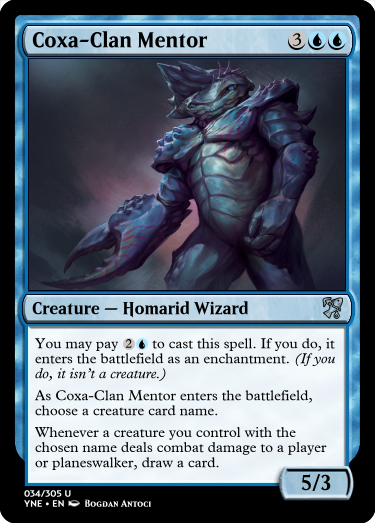 Coxa-Clan Mentor 3
Creature — Homarid Wizard
You may pay 2 to cast this spell. If you do, it
enters the battlefield as an enchantment. (If you
do, it isn't a creature.)
As Coxa-Clan Mentor enters the battlefield,
choose a creature card name.
Whenever a creature you control with the
chosen name deals combat damage to a player
or planeswalker, draw a card.
5/3
034/305 U
YNE • EN Bogdan Antoci